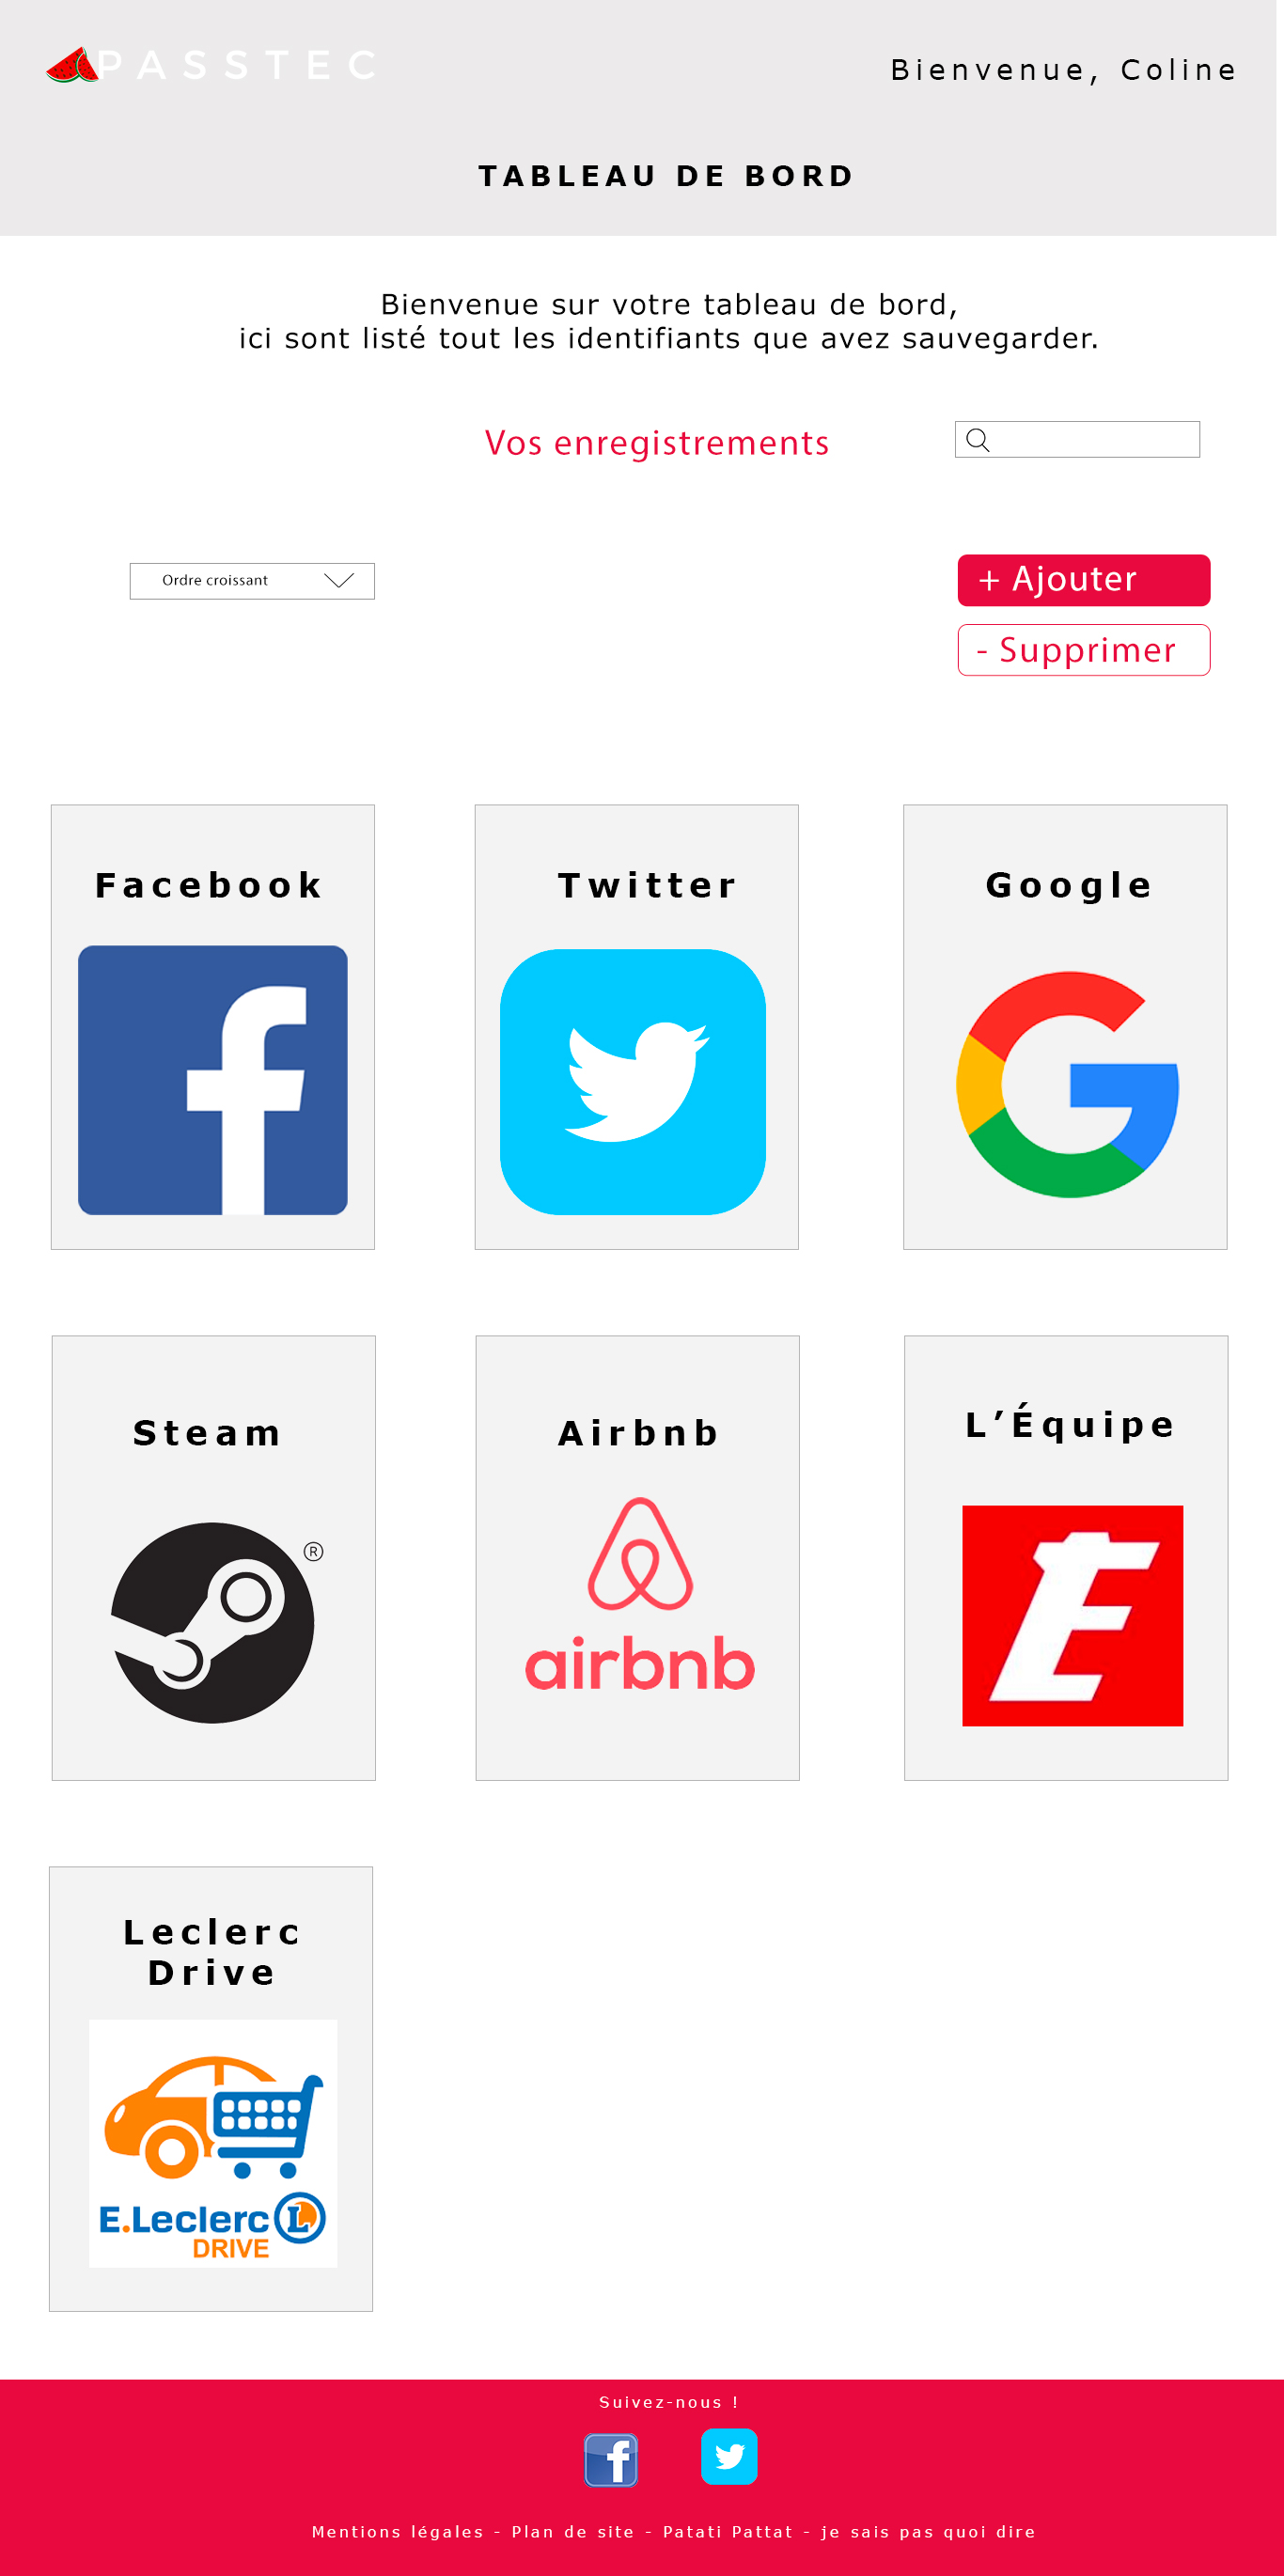 PASSTEC
Bienvenue, Coline
TABLEAU DE BORD
Bienvenue sur votre tableau de bord,
ici sont listé tout les identifiants que avez sauvegarder.
Vos enregistrements
Ordre croissant
+ Ajouter
- Supprimer
Facebook
Twitter
Google
f
G
Steam
Airbnb
L’Équipe
®
airbnb
E
Leclerc
Drive
E.Leclerc L
DRIVE
Suivez-nous !
f
Mentions légales - Plan de site - Patati Pattat - je sais pas quoi dire